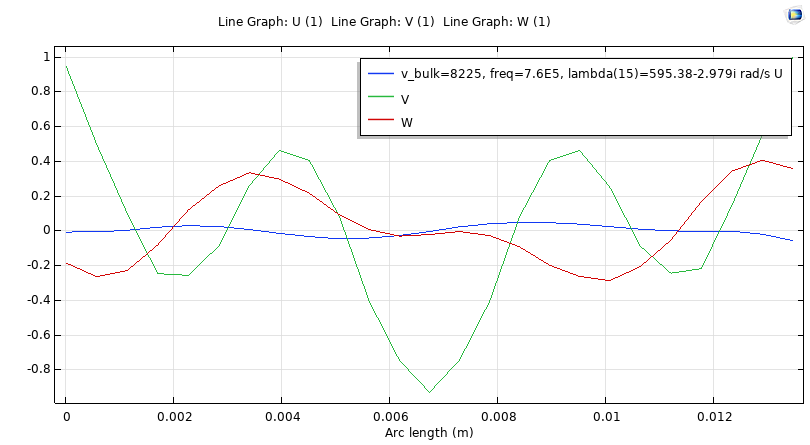 Line Graph: U (1) Line Graph: V (1) Line Graph: W (1)
v_bulk=8225, freq=7.6E5, lambda(15)=595.38-2.979i rad/s U
V
W
1
0.8
0.6
0.4
0.2
0
-0.2
-0.4
-0.6
-0.8
0 0.002 0.004 0.006 0.008 0.01 0.012
Arc length (m)